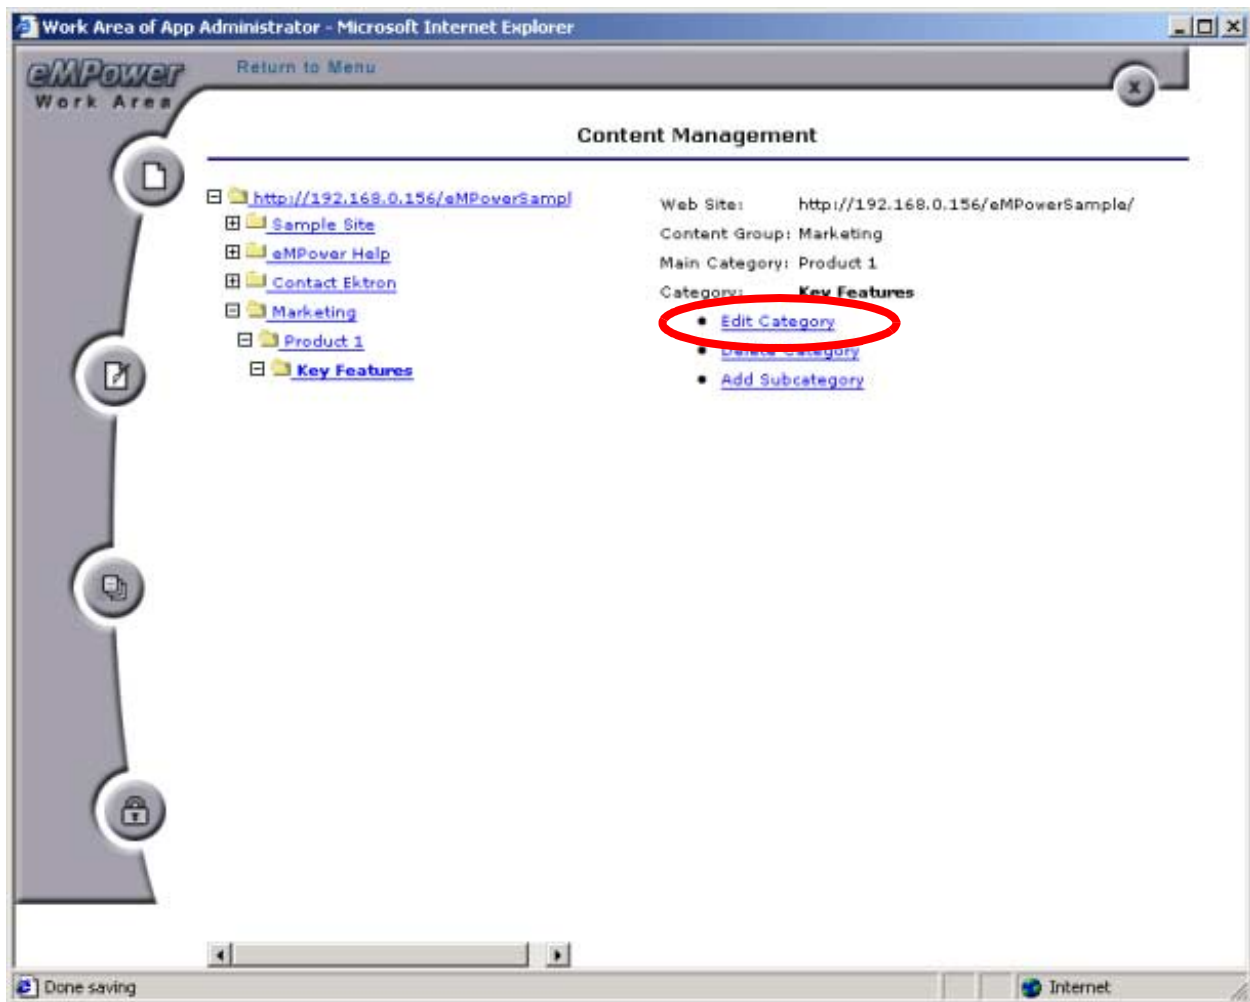 Work Area of App Administrator - Microsoft Internet Explorer
eMPower
Work Area
Return to Menu
x
Content Management
http://192.168.0.156/eMPowerSampl
Sample Site
eMPower Help
Contact Ektron
Marketing
Product 1
Key Features
Web Site: http://192.168.0.156/eMPowerSample/
Content Group: Marketing
Main Category: Product 1
Category: Key Features
Edit Category
Delete Category
Add Subcategory
Done saving
Internet